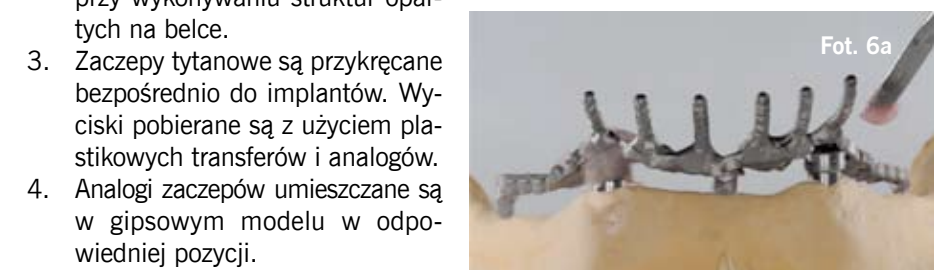 przy wykonywaniu struktur opar-
tych na belce.
3. Zaczepy tytanowe są przykręcane
bezpośrednio do implantów. Wy-
ciski pobierane są z użyciem pla-
stikowych transferów i analogów.
4. Analogi zaczepów umieszczane są
w gipsowym modelu w odpo-
wiedniej pozycji.
Fot. 6a